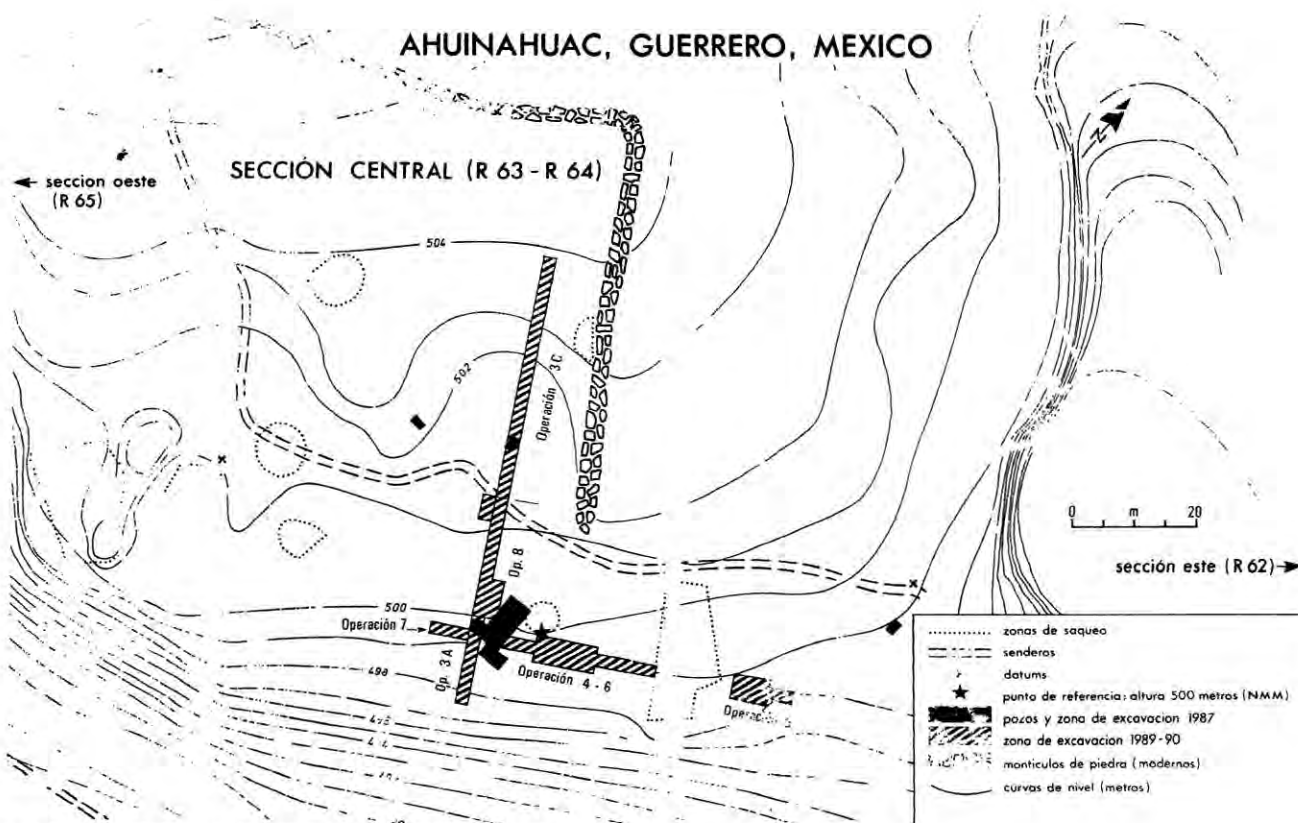 AHUINAHUAC, GUERRERO, MEXICO
SECCIÓN CENTRAL (R 63 - R 64)
← seccion oeste
(R 65)
N
504
502
Operación 3C
Op. 8
500
Operación 7
Op. 3A
Operación 4 - 6
498
0 m 20
sección este (R 62)→
zonas de saqueo
senderos
datums
punto de referencia: altura 500 metros (NMM)
pozos y zona de excavacion 1987
zona de excavacion 1989-90
monticulos de piedra (modernos)
curvas de nivel (metros)